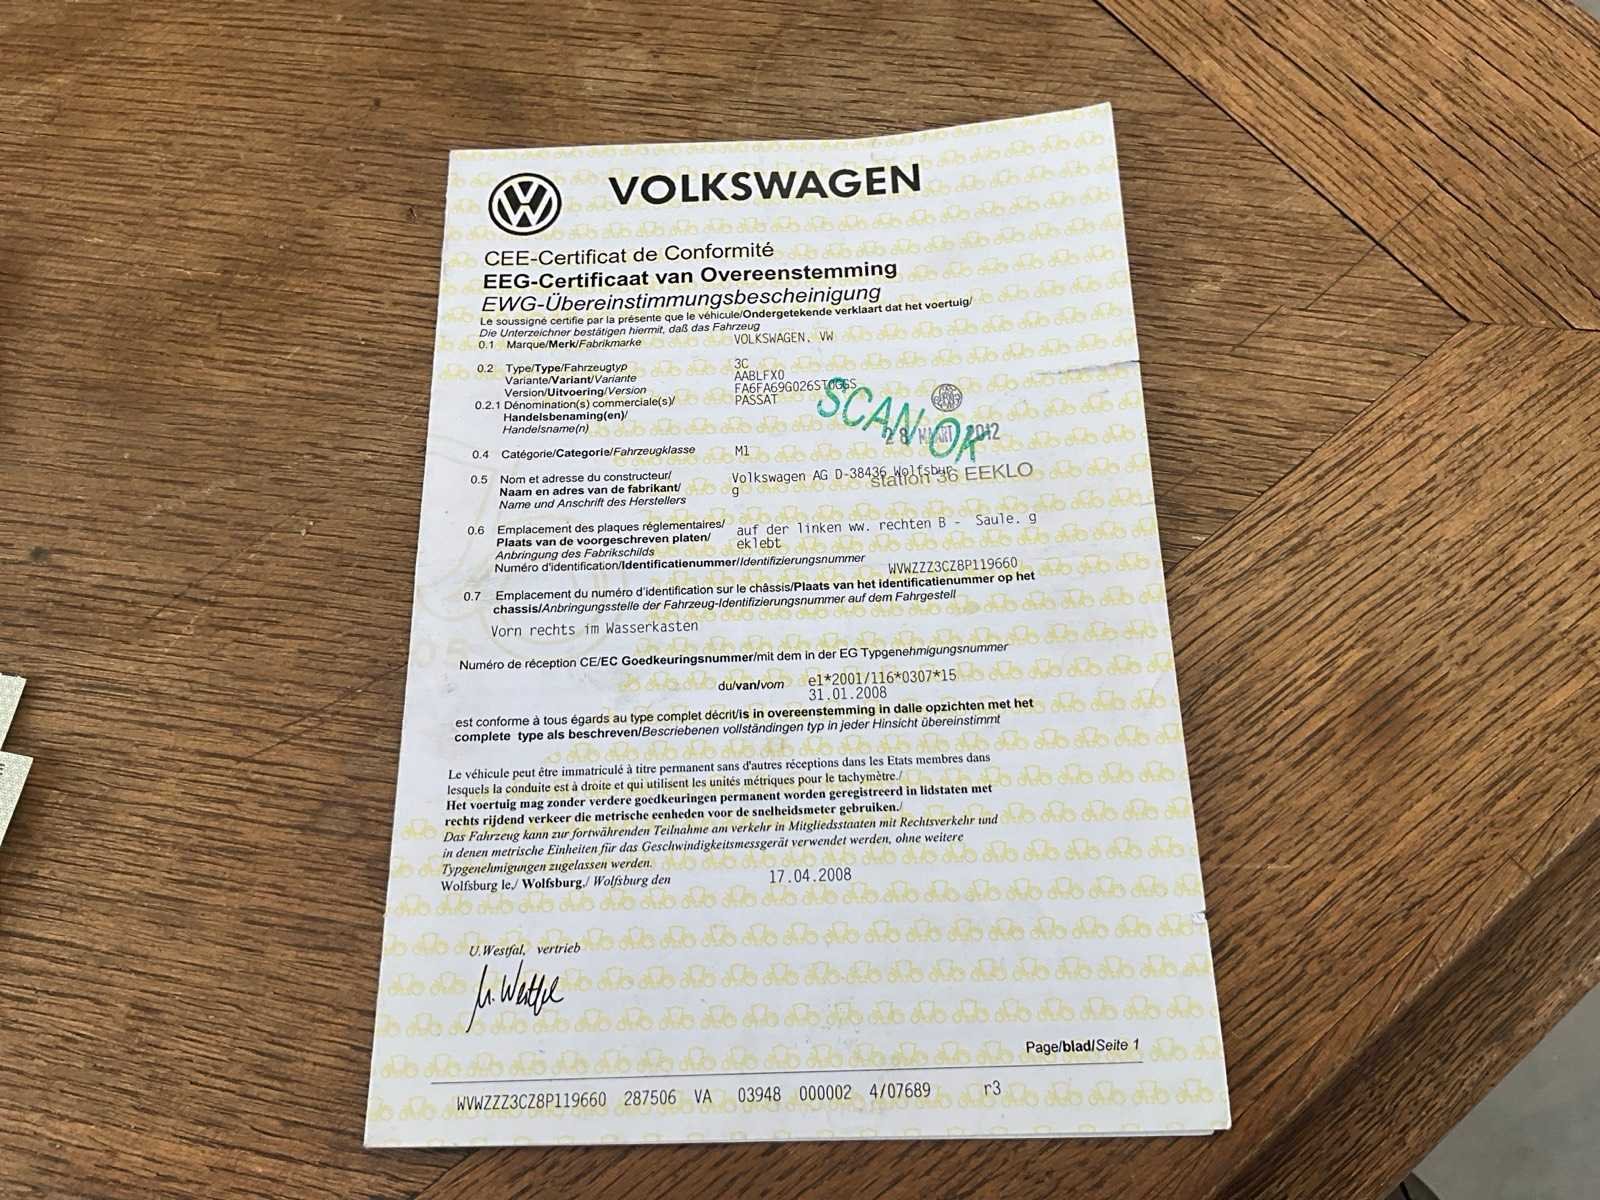 VOLKSWAGEN
CEE-Certificat de Conformité
EEG-Certificaat van Overeenstemming
EWG-Übereinstimmungsbescheinigung
Le soussigné certifie par la présente que le véhicule/Ondergetekende verklaart dat het voertuig/
Die Unterzeichner bestätigen hiermit, daß das Fahrzeug
0.1 Marque/Merk/Fabrikmarke VOLKSWAGEN. VW
0.2 Type/Type/Fahrzeugtyp 3C
Variante/Variant/Variante AABLFX0
Version/Uitvoering/Version FA6FA69G026ST0GGS
0.2.1 Dénomination(s) commerciale(s)/ PASSAT
Handelsbenaming(en)/
Handelsname(n)
SCAN OK
28 MAART 2012
0.4 Catégorie/Categorie/Fahrzeugklasse M1
0.5 Nom et adresse du constructeur/ Volkswagen AG D-38436 Wolfsbur
Naam en adres van de fabrikant/ g
Name und Anschrift des Herstellers
station 36 EEKLO
0.6 Emplacement des plaques réglementaires/ auf der linken ww. rechten B - Saule. g
Plaats van de voorgeschreven platen/ eklebt
Anbringung des Fabrikschilds
Numéro d'identification/Identificatienummer/Identifizierungsnummer WVWZZZ3CZ8P119660
0.7 Emplacement du numéro d'identification sur le châssis/Plaats van het identificatienummer op het
chassis/Anbringungsstelle der Fahrzeug-Identifizierungsnummer auf dem Fahrgestell
Vorn rechts im Wasserkasten
Numéro de réception CE/EC Goedkeuringsnummer/mit dem in der EG Typgenehmigungsnummer
e1*2001/116*0307*15
du/van/vom 31.01.2008
est conforme à tous égards au type complet décrit/is in overeenstemming in dalle opzichten met het
complete type als beschreven/Bescriebenen vollständingen typ in jeder Hinsicht übereinstimmt
Le véhicule peut être immatriculé à titre permanent sans d'autres réceptions dans les Etats membres dans
lesquels la conduite est à droite et qui utilisent les unités métriques pour le tachymètre./
Het voertuig mag zonder verdere goedkeuringen permanent worden geregistreerd in lidstaten met
rechts rijdend verkeer die metrische eenheden voor de snelheidsmeter gebruiken./
Das Fahrzeug kann zur fortwährenden Teilnahme am verkehr in Mitgliedsstaaten mit Rechtsverkehr und
in denen metrische Einheiten für das Geschwindigkeitsmessgerät verwendet werden, ohne weitere
Typgenehmigungen zugelassen werden.
Wolfsburg le,/ Wolfsburg,/ Wolfsburg den 17.04.2008
U.Westfal, vertrieb
U. Westfal
Page/blad/Seite 1
WVWZZZ3CZ8P119660 287506 VA 03948 000002 4/07689 r3